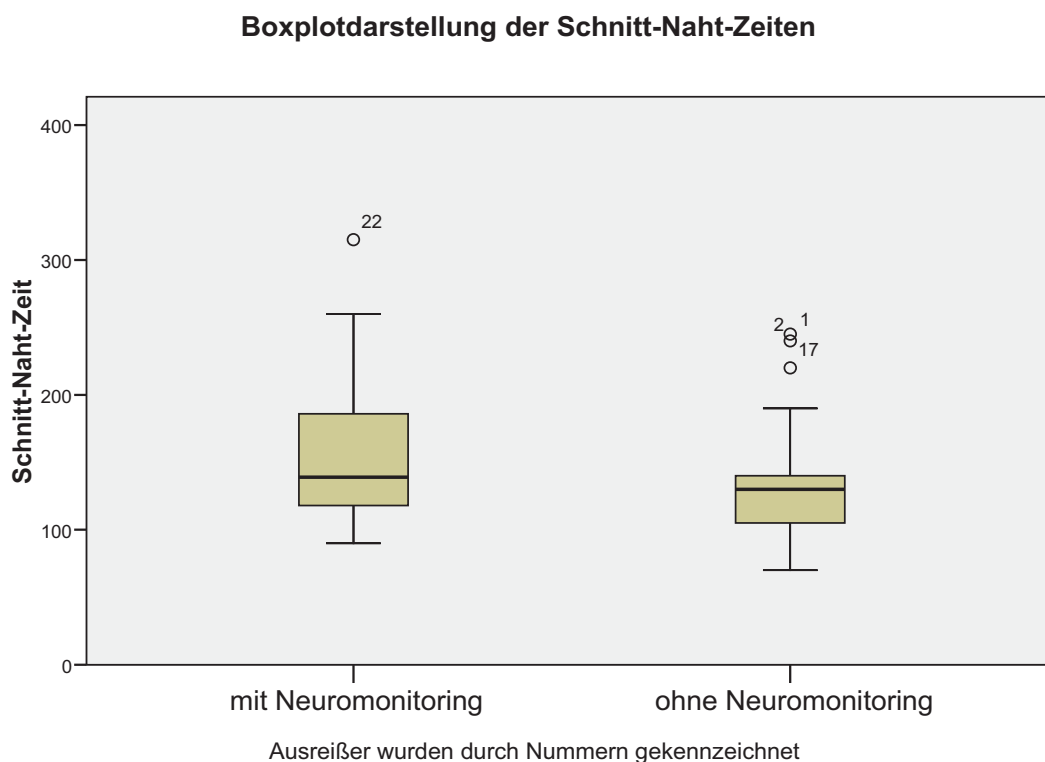 Boxplotdarstellung der Schnitt-Naht-Zeiten
Schnitt-Naht-Zeit
400
300
200
100
0
22
2 1
17
mit Neuromonitoring ohne Neuromonitoring
Ausreißer wurden durch Nummern gekennzeichnet